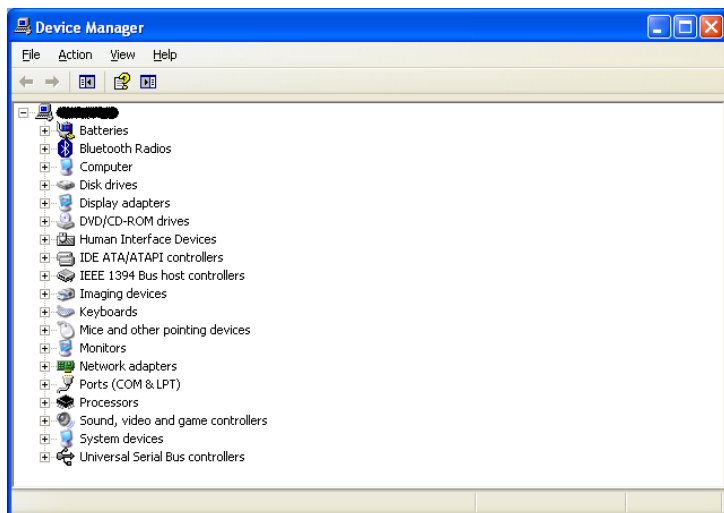 Device Manager
File Action View Help
Batteries
Bluetooth Radios
Computer
Disk drives
Display adapters
DVD/CD-ROM drives
Human Interface Devices
IDE ATA/ATAPI controllers
IEEE 1394 Bus host controllers
Imaging devices
Keyboards
Mice and other pointing devices
Monitors
Network adapters
Ports (COM & LPT)
Processors
Sound, video and game controllers
System devices
Universal Serial Bus controllers